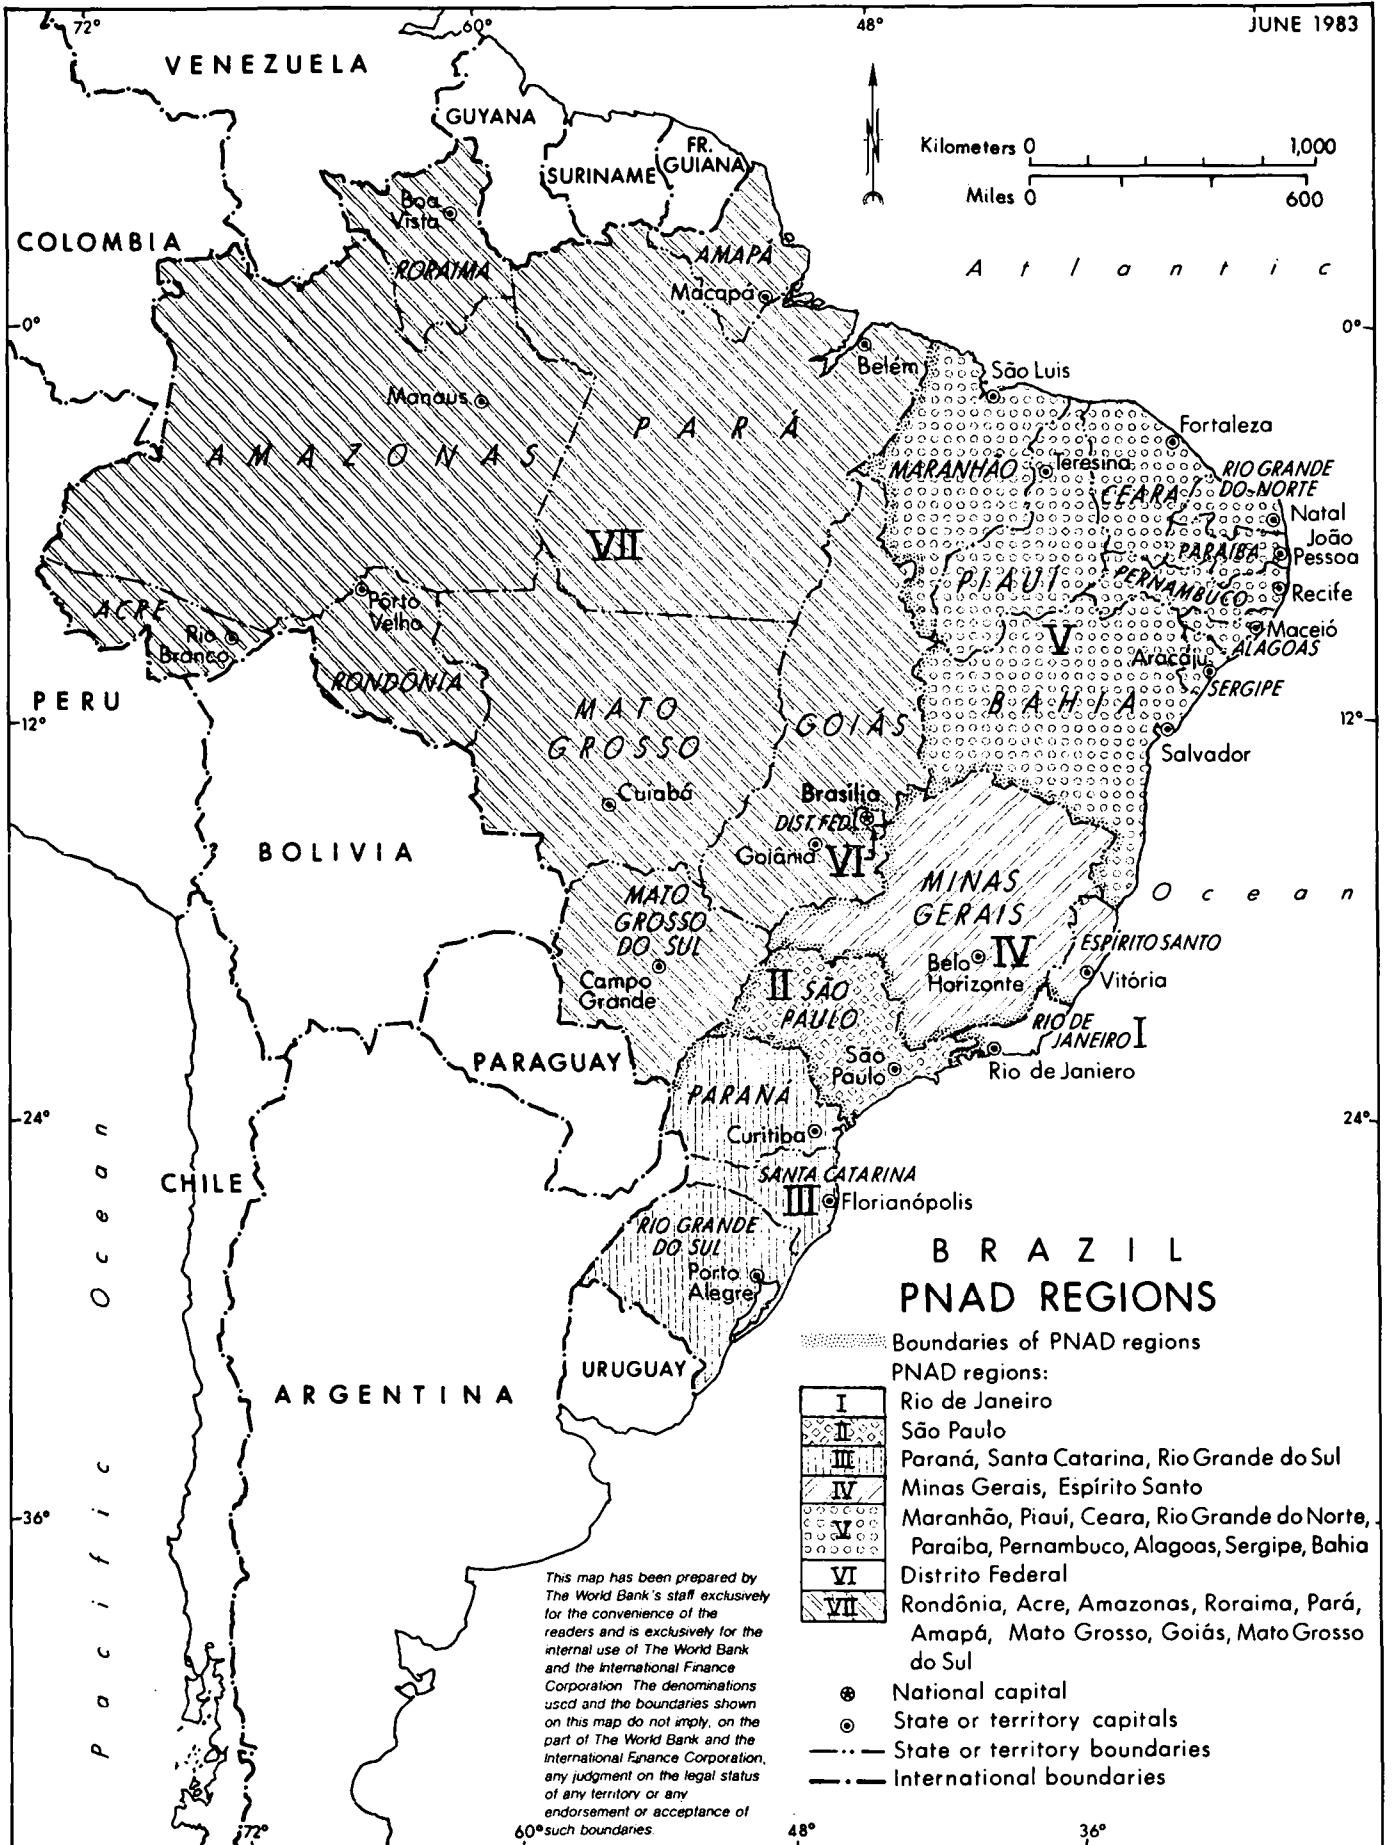 72°
60°
48°
JUNE 1983
VENEZUELA
GUYANA
SURINAME
FR.
GUIANA
Kilometers 0 1,000
Miles 0 600
COLOMBIA
Boa
Vista
RORAIMA
AMAPÁ
Macapá
Atlantic
0°
0°
Belém
São Luis
Manaus
PARÁ
Fortaleza
AMAZONAS
MARANHÃO
Teresina
CEARÁ
RIO GRANDE
DO NORTE
Natal
VII
João
Pessoa
PARAÍBA
PIAUÍ
PERNAMBUCO
Recife
ACRE
Pôrto
Velho
Rio
Branco
V
Maceió
ALAGOAS
Aracaju
SERGIPE
PERU
RONDÔNIA
MATO
GROSSO
GOIÁS
BAHIA
12°
12°
Salvador
Cuiabá
Brasília
DIST. FED.
Goiânia
VI
BOLIVIA
MATO
GROSSO
DO SUL
MINAS
GERAIS
Ocean
Campo
Grande
Belo
Horizonte
IV
ESPÍRITO SANTO
Vitória
II
SÃO
PAULO
RIO DE
JANEIRO
I
PARAGUAY
São
Paulo
Rio de Janiero
PARANÁ
24°
24°
Curitiba
CHILE
SANTA CATARINA
III
Florianópolis
RIO GRANDE
DO SUL
Porto
Alegre
URUGUAY
ARGENTINA
Pacific Ocean
36°
BRAZIL
PNAD REGIONS
Boundaries of PNAD regions
PNAD regions:
I Rio de Janeiro
II São Paulo
III Paraná, Santa Catarina, Rio Grande do Sul
IV Minas Gerais, Espírito Santo
V Maranhão, Piauí, Ceara, Rio Grande do Norte,
Paraíba, Pernambuco, Alagoas, Sergipe, Bahia
VI Distrito Federal
VII Rondônia, Acre, Amazonas, Roraima, Pará,
Amapá, Mato Grosso, Goiás, Mato Grosso
do Sul
National capital
State or territory capitals
State or territory boundaries
International boundaries
This map has been prepared by
The World Bank's staff exclusively
for the convenience of the
readers and is exclusively for the
internal use of The World Bank
and the International Finance
Corporation. The denominations
used and the boundaries shown
on this map do not imply, on the
part of The World Bank and the
International Finance Corporation,
any judgment on the legal status
of any territory or any
endorsement or acceptance of
such boundaries.
72°
60°
48°
36°